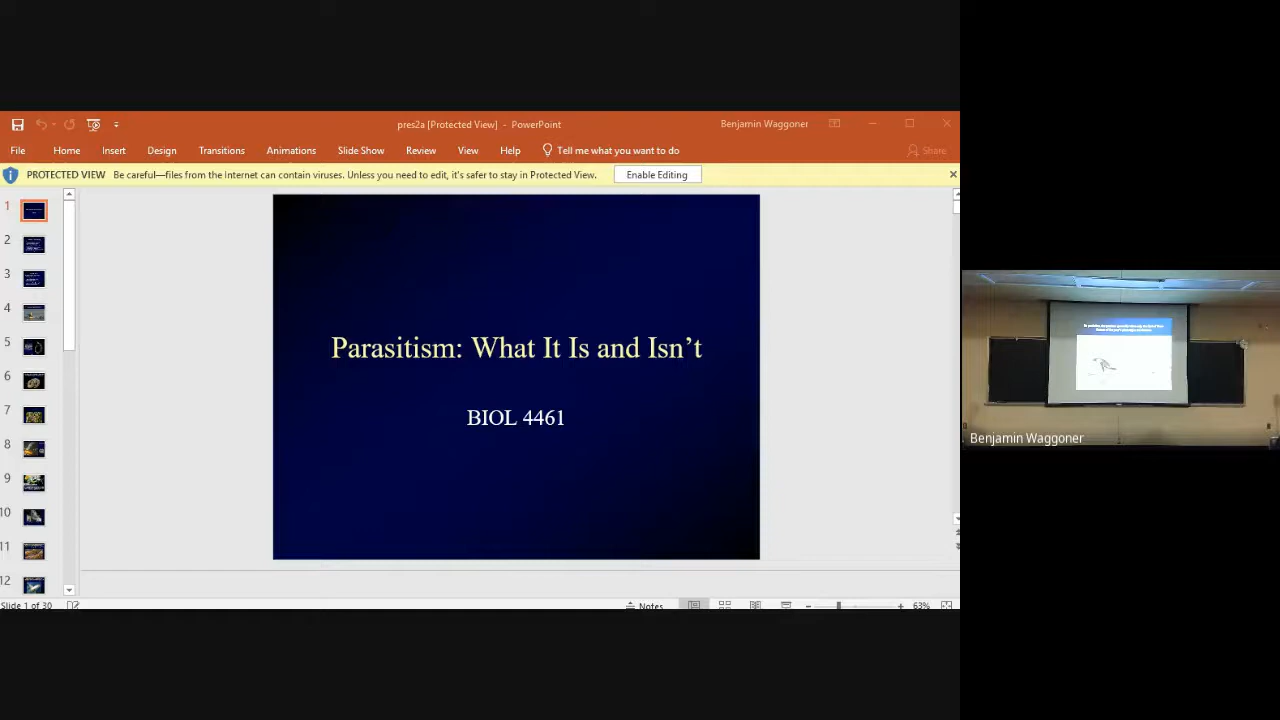 pres2a [Protected View] - PowerPoint
Benjamin Waggoner
File Home Insert Design Transitions Animations Slide Show Review View Help Tell me what you want to do Share
PROTECTED VIEW Be careful—files from the Internet can contain viruses. Unless you need to edit, it's safer to stay in Protected View. Enable Editing
1
2
3
4
5
6
7
8
9
10
11
12
Parasitism: What It Is and Isn't
BIOL 4461
Slide 1 of 30
Notes
63%
Benjamin Waggoner